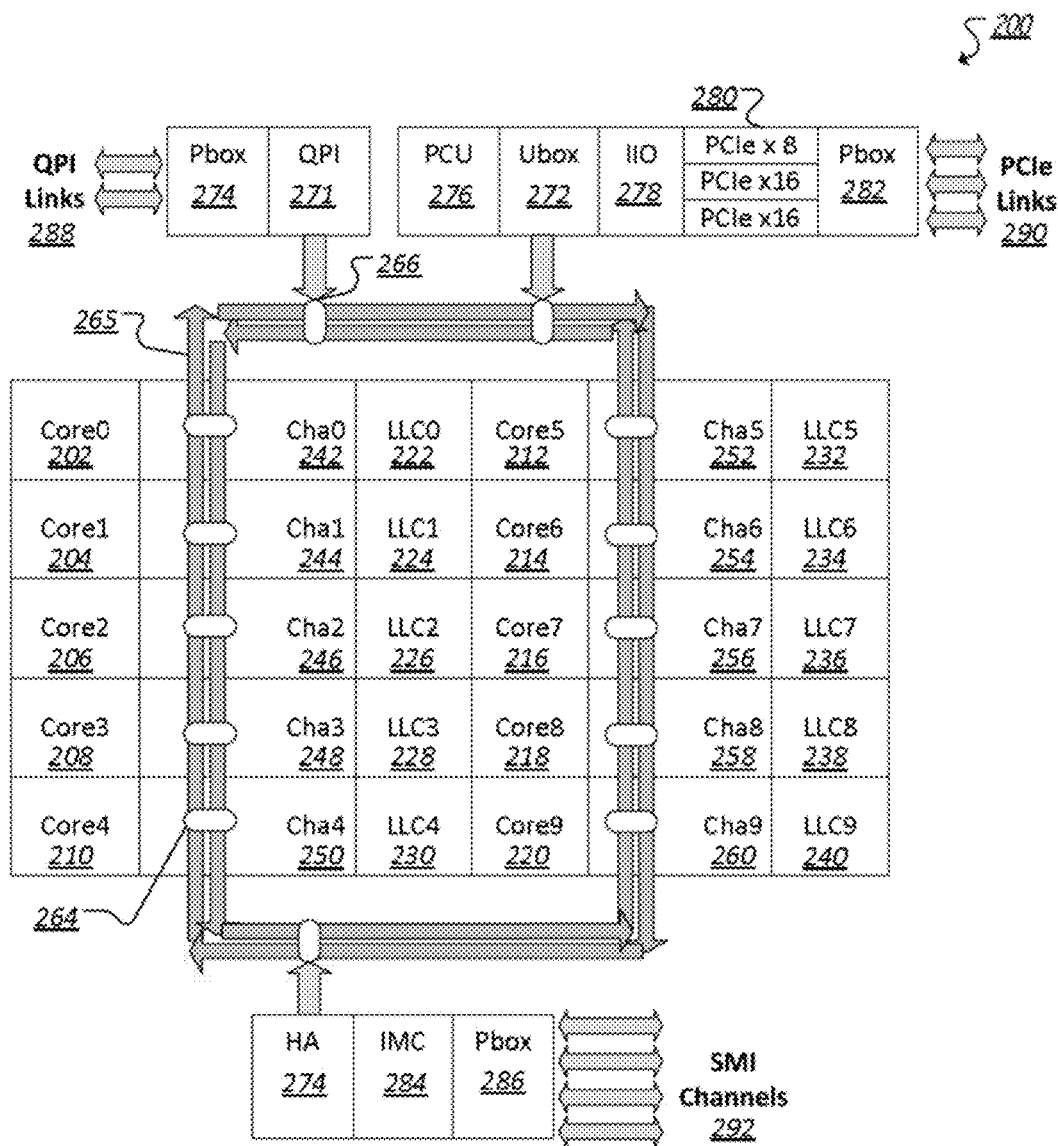 200
280
QPI Links 288
Pbox 274
QPI 271
PCU 276
Ubox 272
IIO 278
PCIe x 8
PCIe x16
PCIe x16
Pbox 282
PCIe Links 290
266
265
Core0 202
Cha0 242
LLC0 222
Core5 212
Cha5 252
LLC5 232
Core1 204
Cha1 244
LLC1 224
Core6 214
Cha6 254
LLC6 234
Core2 206
Cha2 246
LLC2 226
Core7 216
Cha7 256
LLC7 236
Core3 208
Cha3 248
LLC3 228
Core8 218
Cha8 258
LLC8 238
Core4 210
Cha4 250
LLC4 230
Core9 220
Cha9 260
LLC9 240
264
HA 274
IMC 284
Pbox 286
SMI Channels 292